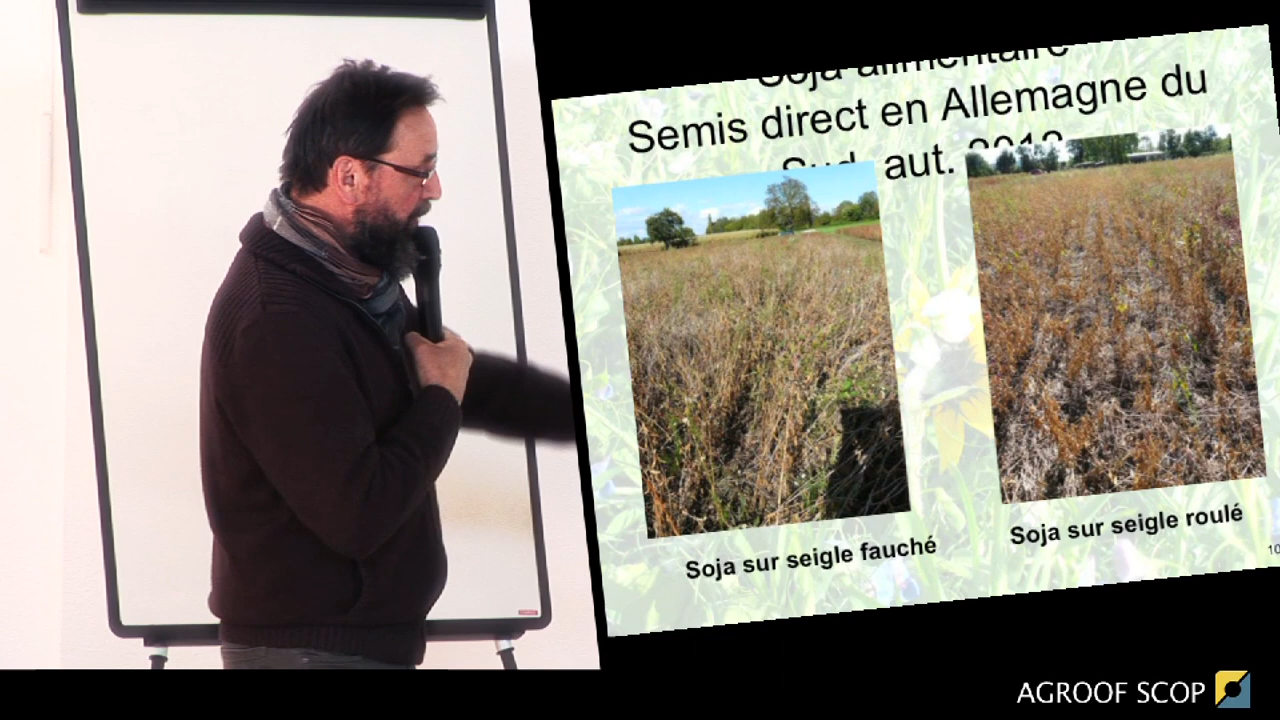 Soja alimentaire
Semis direct en Allemagne du
Sud, aut. 2012
Soja sur seigle fauché
Soja sur seigle roulé
10
AGROOF SCOP